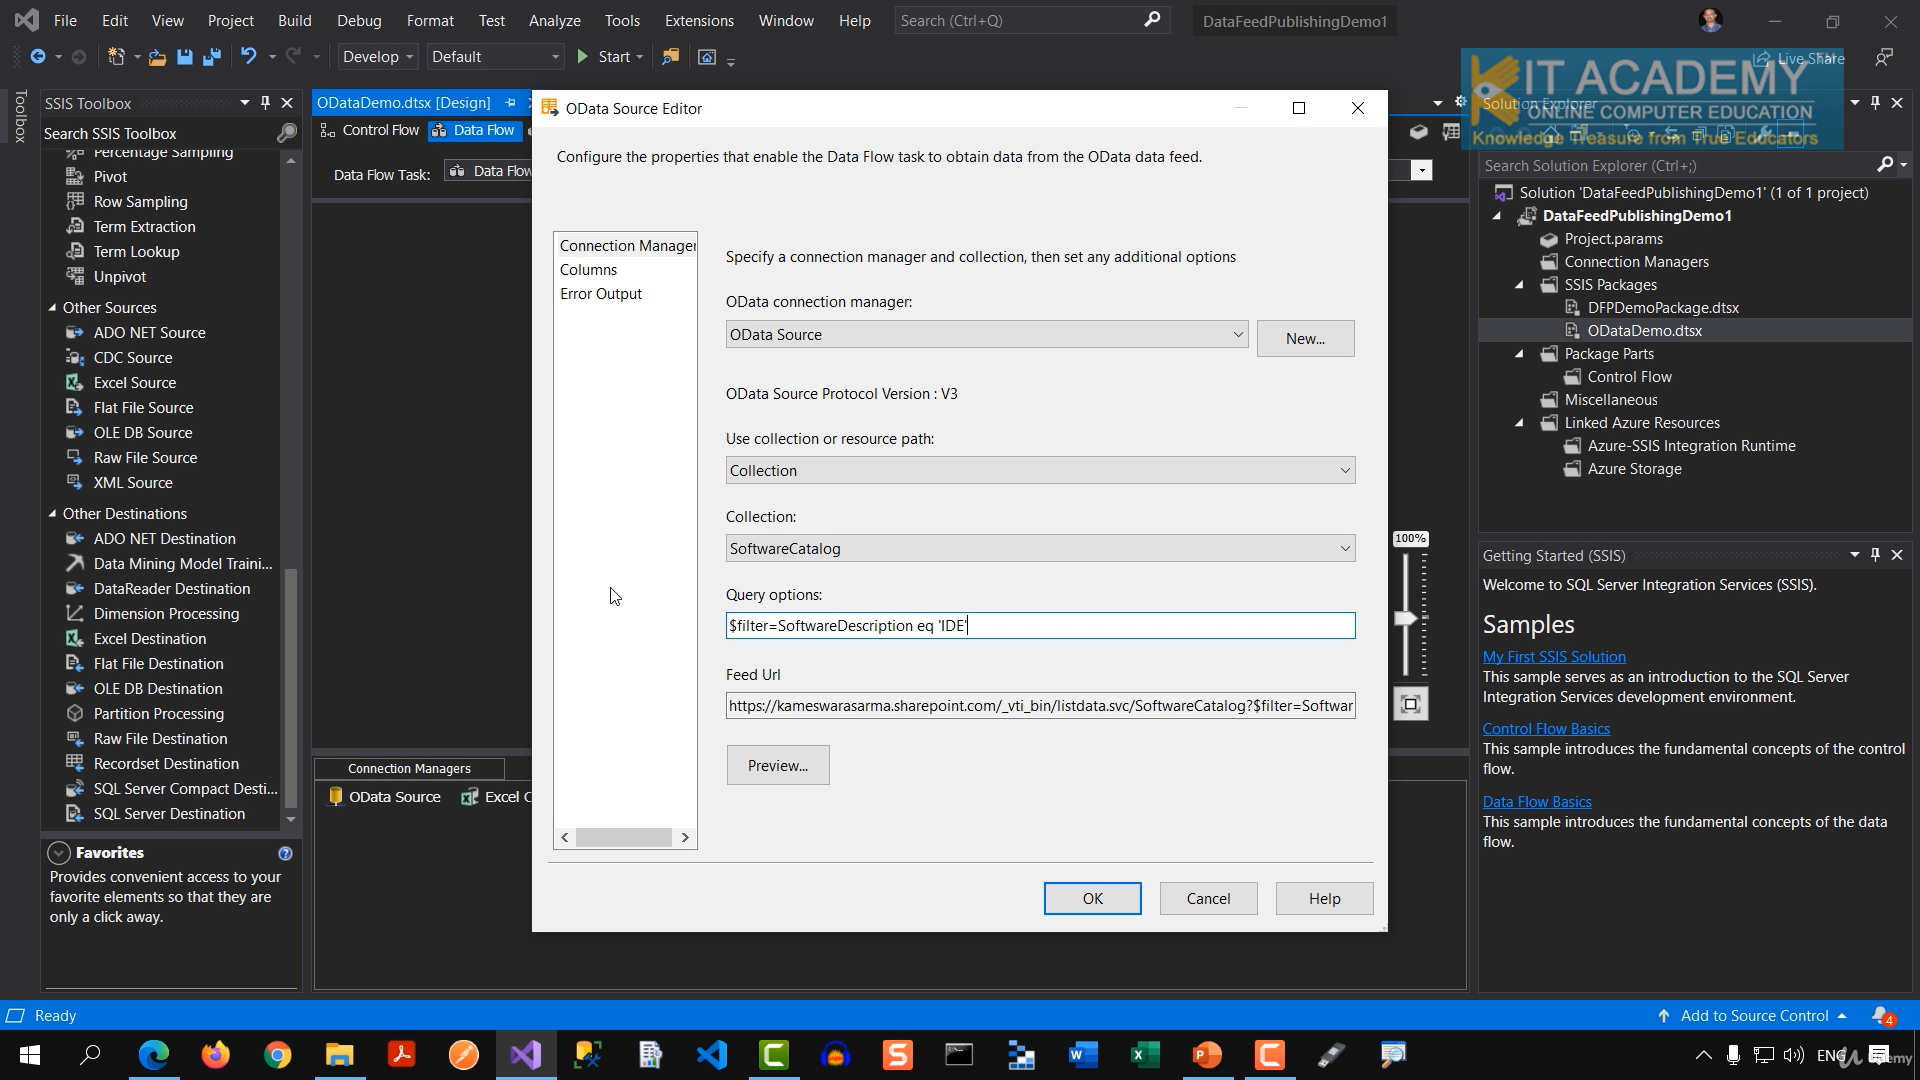 File Edit View Project Build Debug Format Test Analyze Tools Extensions Window Help Search (Ctrl+Q) DataFeedPublishingDemo1
Develop Default Start Live Share
IT ACADEMY
ONLINE COMPUTER EDUCATION
Knowledge Treasure from True Educators
Toolbox
SSIS Toolbox
Search SSIS Toolbox
Percentage Sampling
Pivot
Row Sampling
Term Extraction
Term Lookup
Unpivot
Other Sources
ADO NET Source
CDC Source
Excel Source
Flat File Source
OLE DB Source
Raw File Source
XML Source
Other Destinations
ADO NET Destination
Data Mining Model Traini...
DataReader Destination
Dimension Processing
Excel Destination
Flat File Destination
OLE DB Destination
Partition Processing
Raw File Destination
Recordset Destination
SQL Server Compact Desti...
SQL Server Destination
Favorites
Provides convenient access to your
favorite elements so that they are
only a click away.
ODataDemo.dtsx [Design]
Control Flow Data Flow
Data Flow Task: Data Flow
100%
Connection Managers
OData Source Excel C
OData Source Editor
Configure the properties that enable the Data Flow task to obtain data from the OData data feed.
Connection Manager
Columns
Error Output
Specify a connection manager and collection, then set any additional options
OData connection manager:
OData Source
New...
OData Source Protocol Version : V3
Use collection or resource path:
Collection
Collection:
SoftwareCatalog
Query options:
$filter=SoftwareDescription eq 'IDE'
Feed Url
https://kameswarasarma.sharepoint.com/_vti_bin/listdata.svc/SoftwareCatalog?$filter=Softwar
Preview...
OK Cancel Help
Solution Explorer
Search Solution Explorer (Ctrl+;)
Solution 'DataFeedPublishingDemo1' (1 of 1 project)
DataFeedPublishingDemo1
Project.params
Connection Managers
SSIS Packages
DFPDemoPackage.dtsx
ODataDemo.dtsx
Package Parts
Control Flow
Miscellaneous
Linked Azure Resources
Azure-SSIS Integration Runtime
Azure Storage
Getting Started (SSIS)
Welcome to SQL Server Integration Services (SSIS).
Samples
My First SSIS Solution
This sample serves as an introduction to the SQL Server
Integration Services development environment.
Control Flow Basics
This sample introduces the fundamental concepts of the control
flow.
Data Flow Basics
This sample introduces the fundamental concepts of the data
flow.
Ready Add to Source Control 4
ENG
Udemy